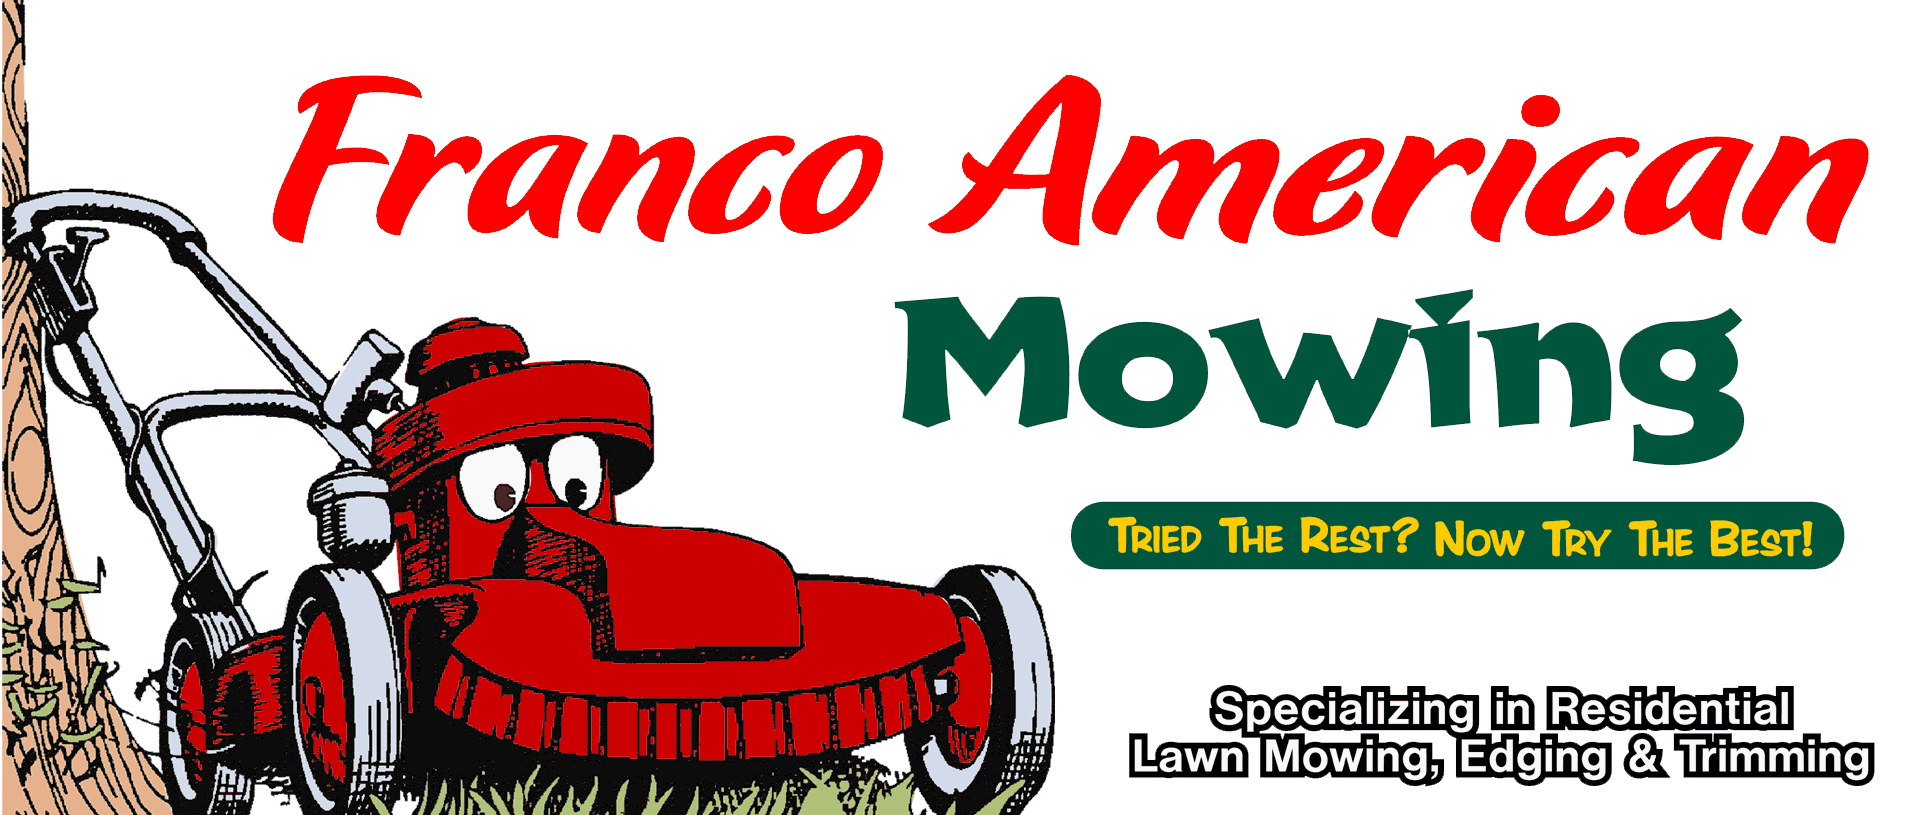 Franco American
Mowing
Tried The Rest? Now Try The Best!
Specializing in Residential
Lawn Mowing, Edging & Trimming